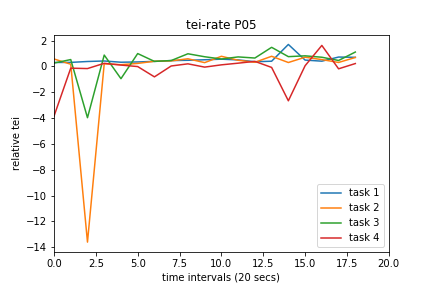 tei-rate P05
relative tei
2
0
−2
−4
−6
−8
−10
−12
−14
0.0 2.5 5.0 7.5 10.0 12.5 15.0 17.5 20.0
time intervals (20 secs)
task 1
task 2
task 3
task 4